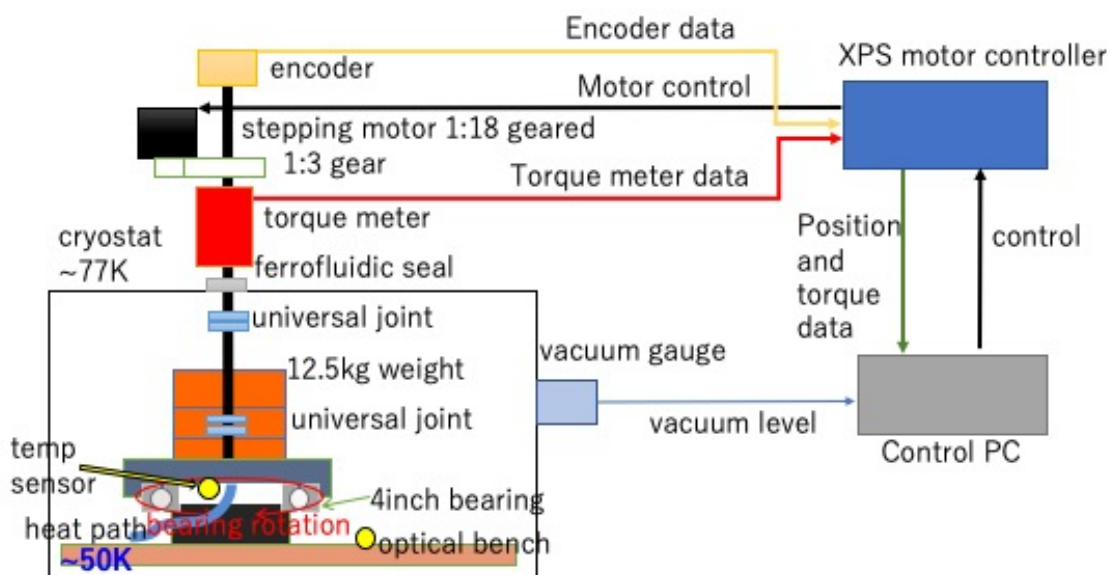 Encoder data
XPS motor controller
encoder
Motor control
stepping motor 1:18 geared
1:3 gear
Torque meter data
torque meter
cryostat
~77K
ferrofluidic seal
Position
and
torque
data
control
universal joint
vacuum gauge
12.5kg weight
universal joint
vacuum level
Control PC
temp
sensor
4inch bearing
heat path
bearing rotation
optical bench
~50K